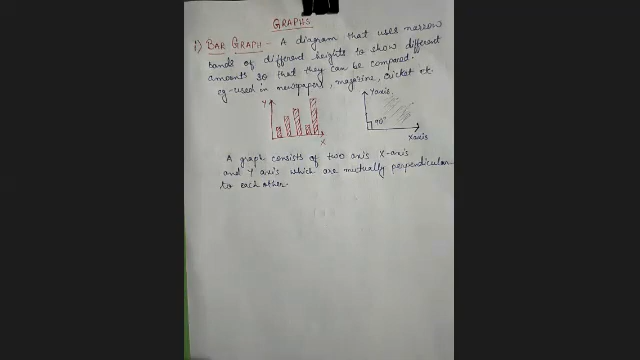 GRAPHS
1) BAR GRAPH - A diagram that uses narrow
bands of different heights to show different
amounts so that they can be compared.
eg - used in newspapers, magazine, cricket etc.
Y
X
Y axis
90°
X axis
A graph consists of two axis X-axis
and Y axis which are mutually perpendicular
to each other.